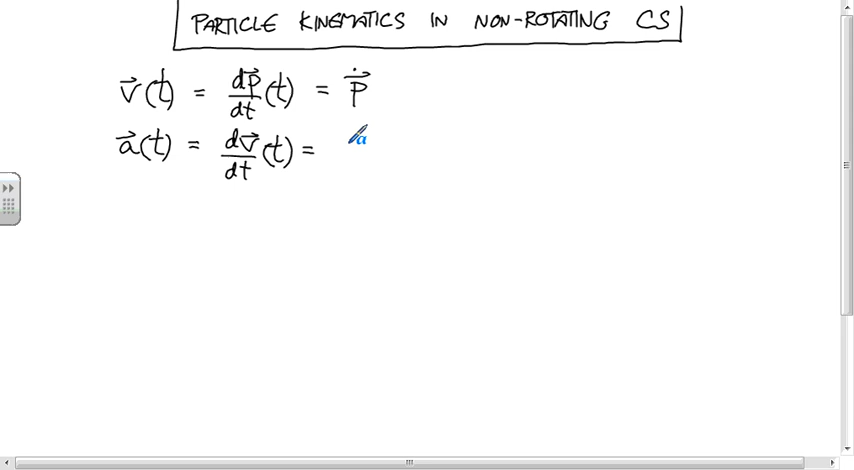 PARTICLE KINEMATICS IN NON-ROTATING CS
v⃗(t) = dp⃗/dt (t) = ṗ⃗
a⃗(t) = dv⃗/dt (t) =